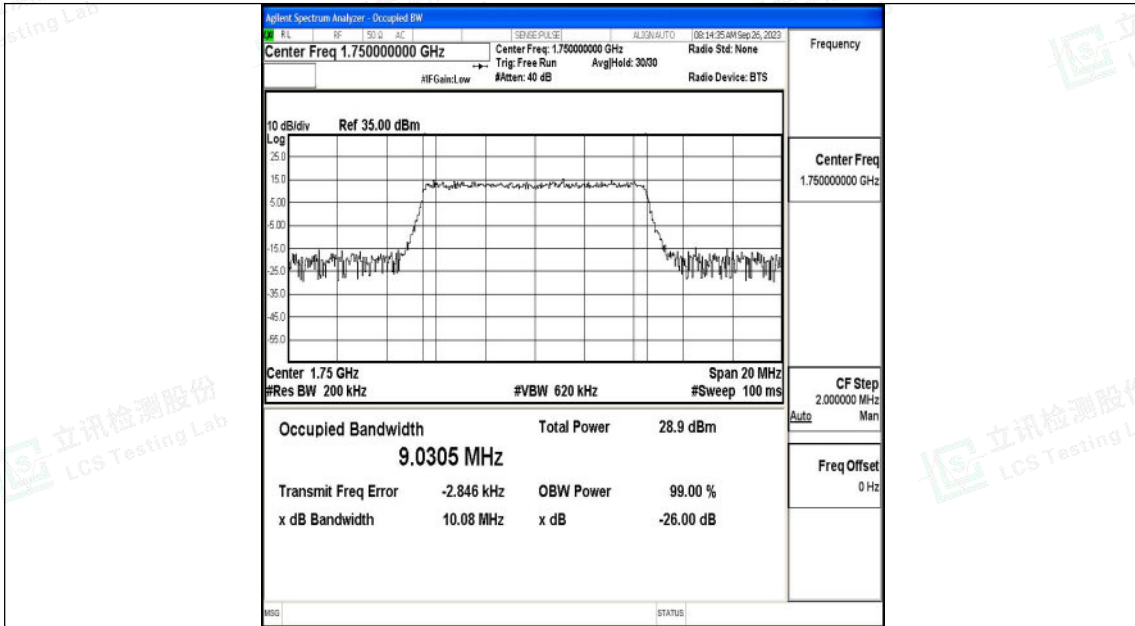 Agilent Spectrum Analyzer - Occupied BW
RL RF 50 Ω AC SENSE:PULSE ALIGNAUTO 08:14:35 AM Sep 26, 2023
Center Freq 1.750000000 GHz
Center Freq: 1.750000000 GHz Radio Std: None
Trig: Free Run Avg|Hold: 30/30
#IFGain:Low #Atten: 40 dB Radio Device: BTS
Frequency
10 dB/div Ref 35.00 dBm
Log
25.0
15.0
5.00
-5.00
-15.0
-25.0
-35.0
-45.0
-55.0
Center 1.75 GHz Span 20 MHz
#Res BW 200 kHz #VBW 620 kHz #Sweep 100 ms
Center Freq
1.750000000 GHz
CF Step
2.000000 MHz
Auto Man
Freq Offset
0 Hz
Occupied Bandwidth Total Power 28.9 dBm
9.0305 MHz
Transmit Freq Error -2.846 kHz OBW Power 99.00 %
x dB Bandwidth 10.08 MHz x dB -26.00 dB
MSG STATUS
立讯检测股份
LCS Testing Lab
立讯检测股份
LCS Testing L
sting Lab
立